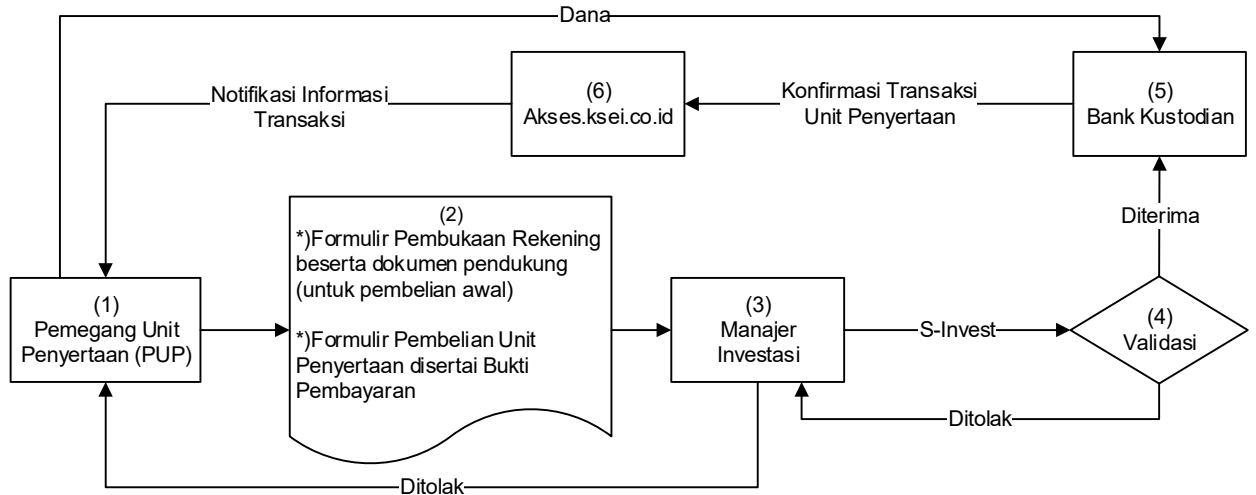 Dana
(6)
Akses.ksei.co.id
(5)
Bank Kustodian
Notifikasi Informasi
Transaksi
Konfirmasi Transaksi
Unit Penyertaan
Diterima
(1)
Pemegang Unit
Penyertaan (PUP)
(2)
*)Formulir Pembukaan Rekening
beserta dokumen pendukung
(untuk pembelian awal)
*)Formulir Pembelian Unit
Penyertaan disertai Bukti
Pembayaran
(3)
Manajer
Investasi
S-Invest
(4)
Validasi
Ditolak
Ditolak